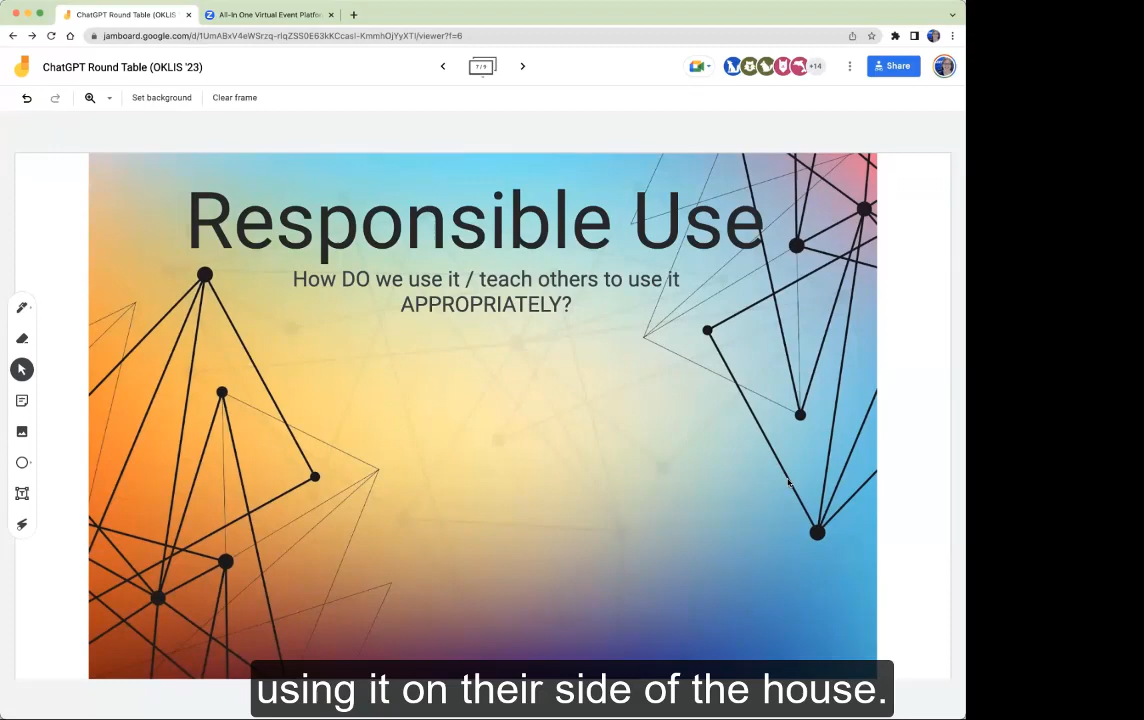 ChatGPT Round Table (OKLIS '
All-In One Virtual Event Platfo
jamboard.google.com/d/1UmABxV4eWSrzq-rIqZSS0E63kKCcasI-KmmhOjYyXTI/viewer?f=6
ChatGPT Round Table (OKLIS '23)
7 / 9
+14
Share
Set background
Clear frame
Responsible Use
How DO we use it / teach others to use it
APPROPRIATELY?
using it on their side of the house.